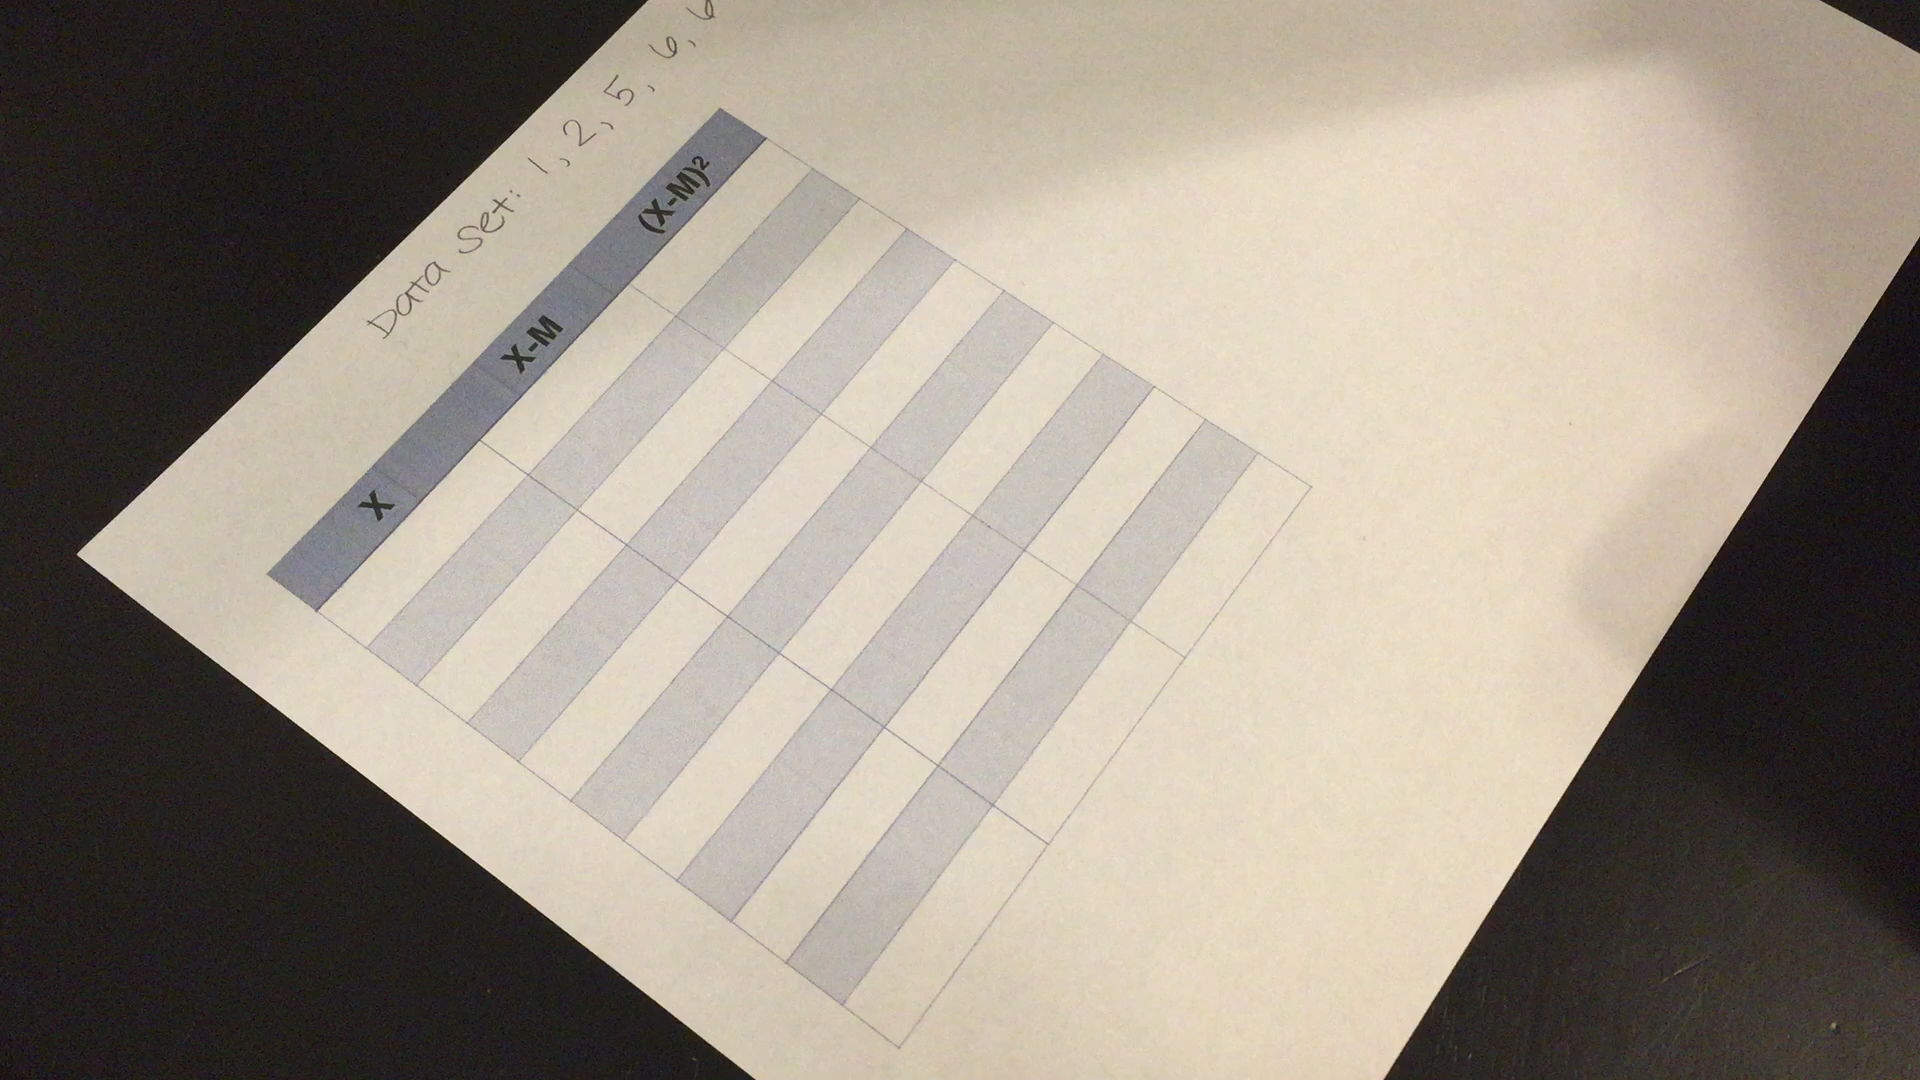 Data Set: 1, 2, 5, 6, 6
X X-M (X-M)²